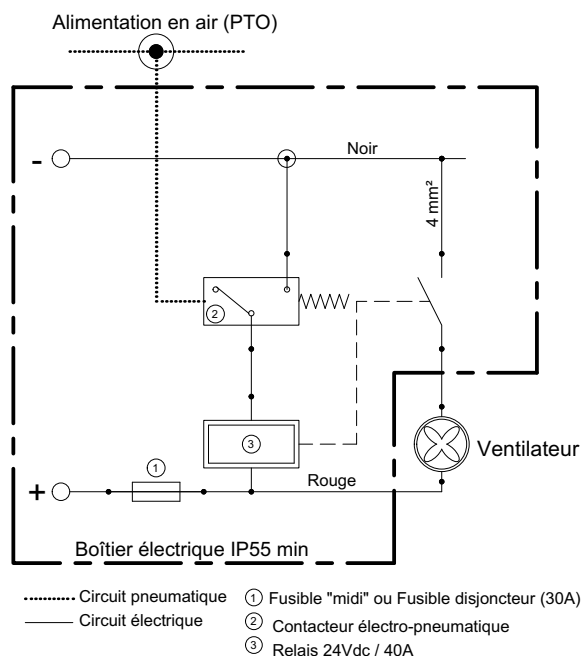 Alimentation en air (PTO)
-
Noir
4 mm²
2
3
Ventilateur
1
+
Rouge
Boîtier électrique IP55 min
Circuit pneumatique
Circuit électrique
1 Fusible "midi" ou Fusible disjoncteur (30A)
2 Contacteur électro-pneumatique
3 Relais 24Vdc / 40A